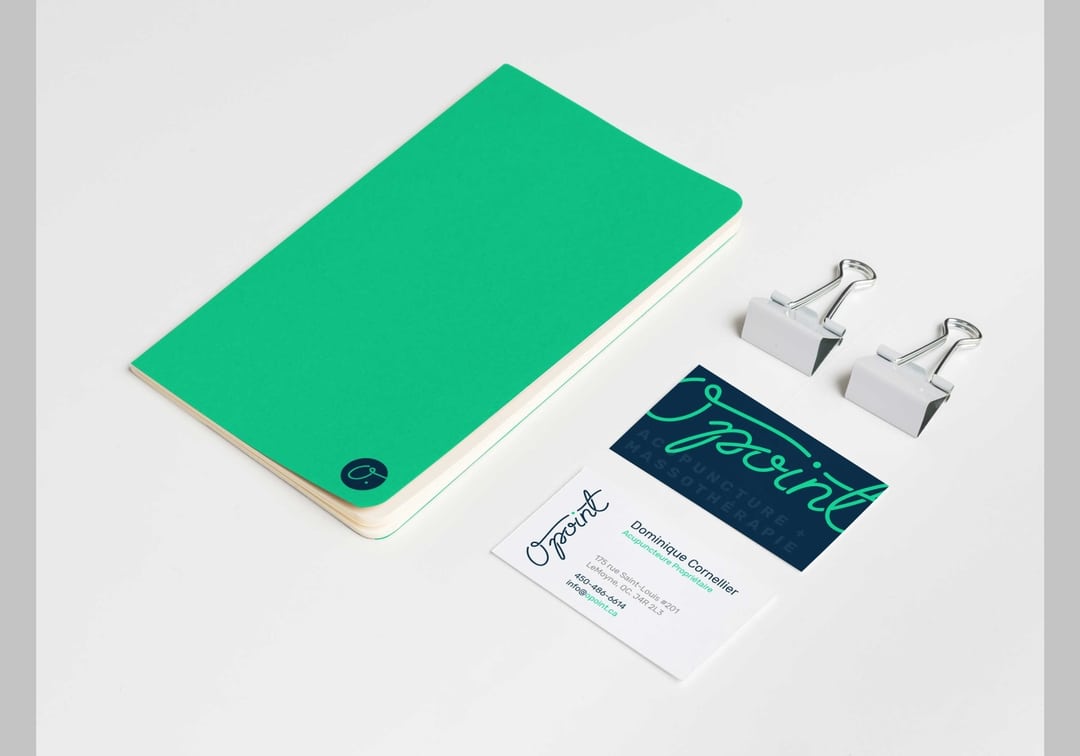 O.
Opoint
ACUPUNCTURE +
MASSOTHÉRAPIE
Opoint
Dominique Cornellier
Acupuncteure Propriétaire
175 rue Saint-Louis #201
LeMoyne, QC, J4R 2L3
450-486-6614
info@opoint.ca